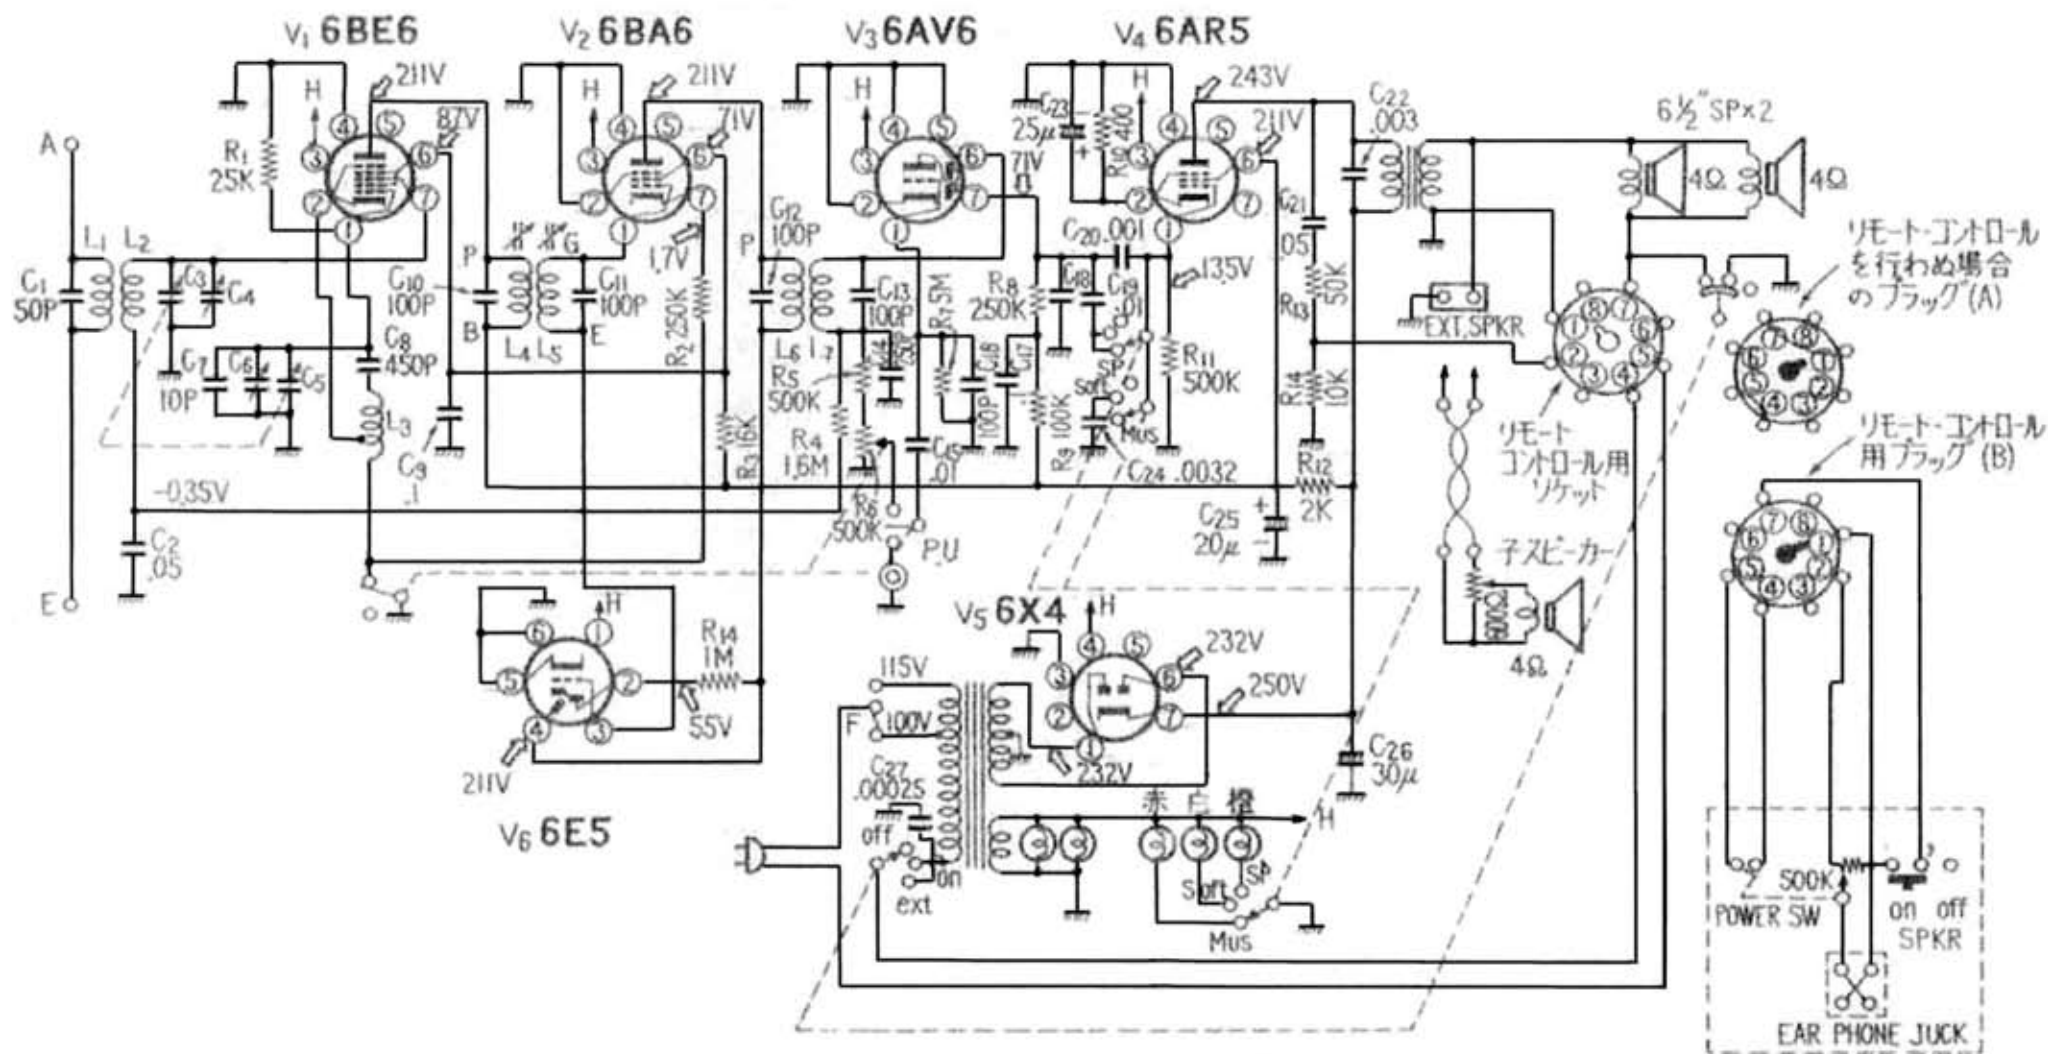 V1 6BE6
V2 6BA6
V3 6AV6
V4 6AR5
211V
H
87V
R1
25K
A
L1 L2
C1
50P
C3
C4
C7
10P
C6
C5
C8
450P
L3
C9
.1
-0.35V
C2
.05
E
211V
H
71V
P
C10
100P
B
G
C11
100P
L4 L5
E
1.7V
R2 250K
R3 16K
C12
100P
P
L6
H
71V
C13
100P
R5
500K
R4
1.6M
R6
500K
R7 5M
C18
100P
C17
C15
.01
PU
R8
250K
R9 100K
C23
25μ
R10 400
H
243V
211V
C20 .001
C18
C19
.01
13.5V
SP
Soft
Mus
C24 .0032
R11
500K
C21
.05
R13 50K
R14 10K
R12
2K
C25
20μ
C22
.003
6½" SP×2
4Ω
4Ω
EXT. SPKR
リモート
コントロール用
ソケット
リモート・コントロール
を行わぬ場合
のプラッグ(A)
リモート・コントロール
用プラッグ(B)
子スピーカー
600Ω
4Ω
V5 6X4
H
232V
250V
232V
115V
F
100V
C27
.00025
off
on
ext
C26
30μ
赤 白 橙
H
Soft
SP
Mus
H
R14
1M
55V
211V
V6 6E5
500K
POWER SW
on off
SPKR
EAR PHONE JUCK